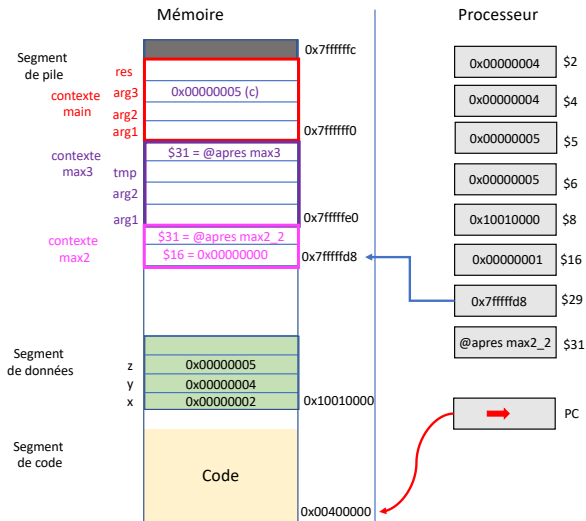 Mémoire
Processeur
0x7ffffffc
Segment
de pile
res
contexte
main
arg3
0x00000005 (c)
arg2
arg1
0x7ffffff0
contexte
max3
$31 = @apres max3
tmp
arg2
arg1
0x7fffffe0
contexte
max2
$31 = @apres max2_2
$16 = 0x00000000
0x7fffffd8
Segment
de données
z
0x00000005
y
0x00000004
x
0x00000002
0x10010000
Segment
de code
Code
0x00400000
0x00000004
$2
0x00000004
$4
0x00000005
$5
0x00000005
$6
0x10010000
$8
0x00000001
$16
0x7fffffd8
$29
@apres max2_2
$31
PC